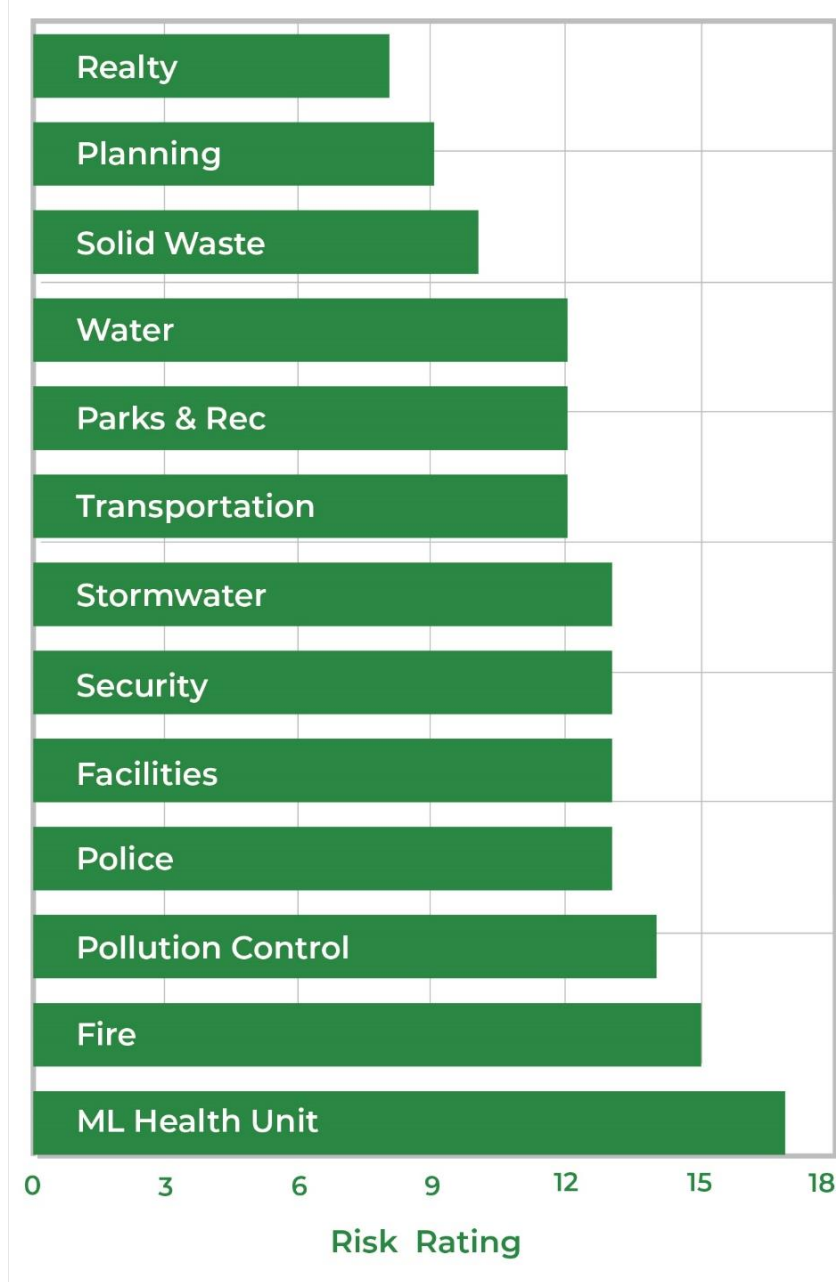 Realty
Planning
Solid Waste
Water
Parks & Rec
Transportation
Stormwater
Security
Facilities
Police
Pollution Control
Fire
ML Health Unit
0 3 6 9 12 15 18
Risk Rating